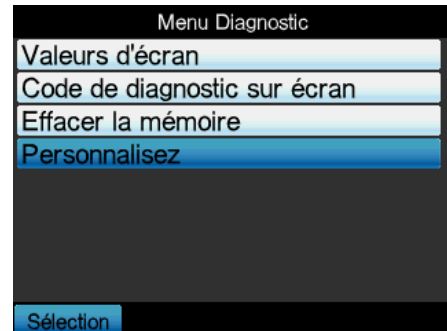 Menu Diagnostic
Valeurs d'écran
Code de diagnostic sur écran
Effacer la mémoire
Personnalisez
Sélection